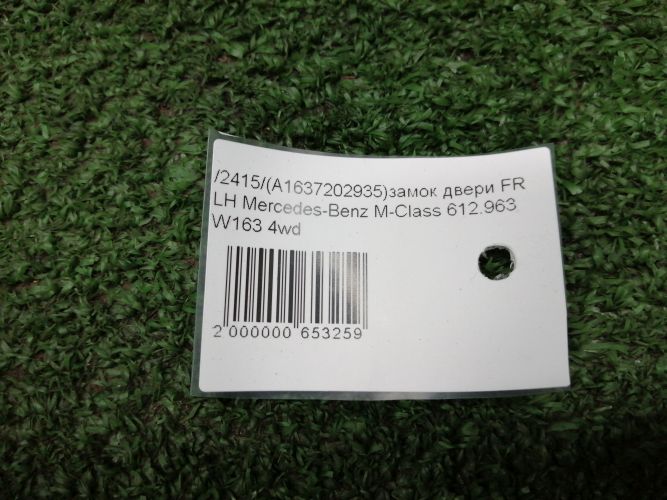 /2415/(A1637202935)замок двери FR
LH Mercedes-Benz M-Class 612.963
W163 4wd
2 000000 653259